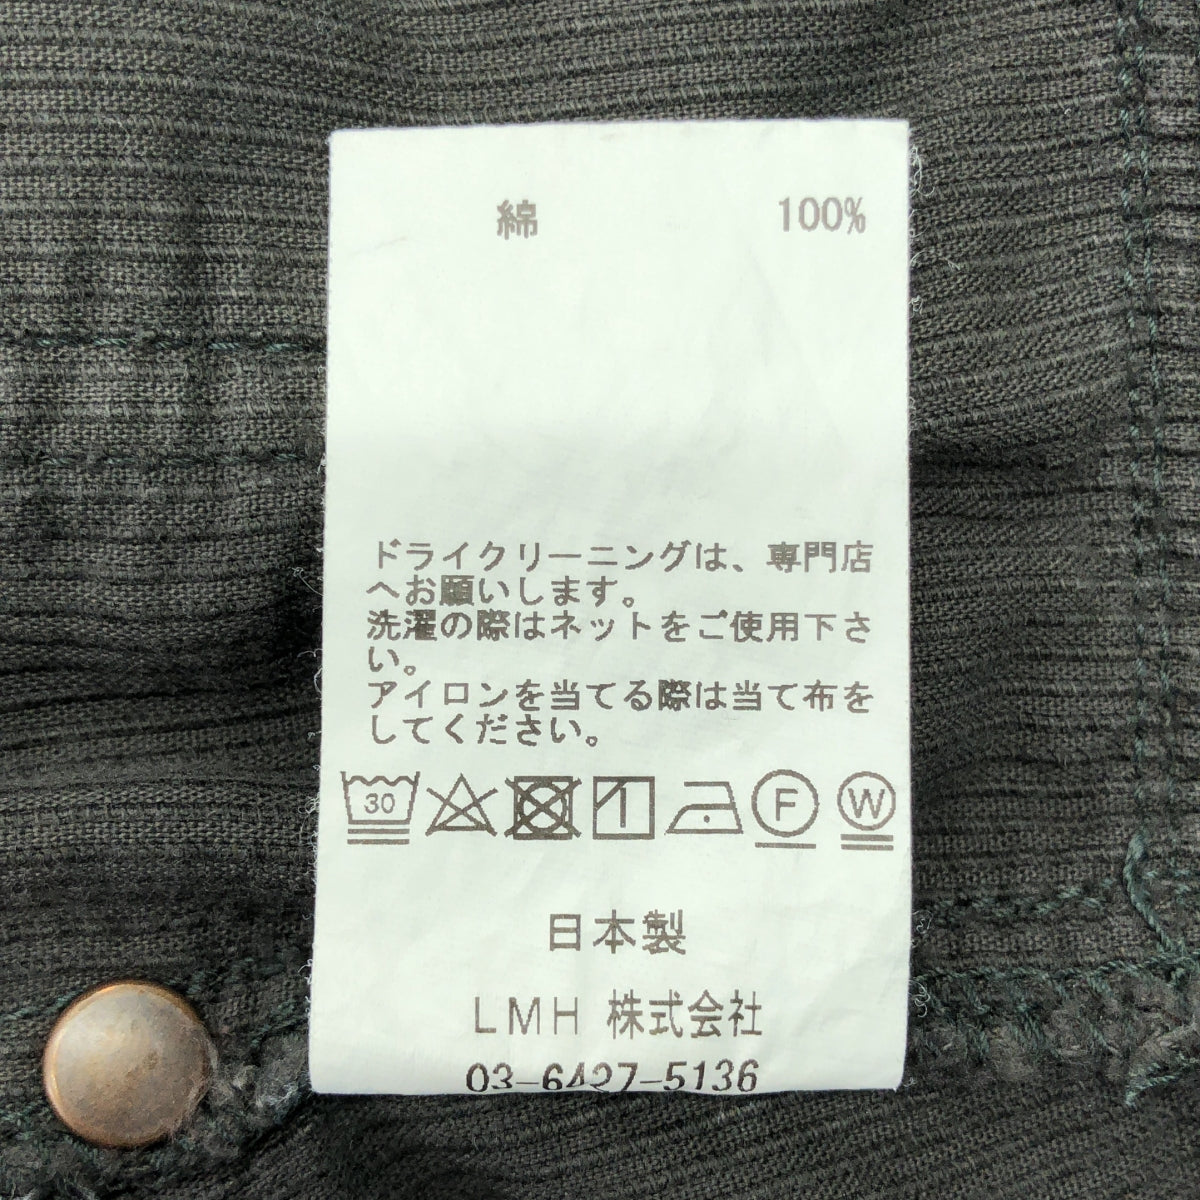 綿 100%
ドライクリーニングは、専門店
へお願いします。
洗濯の際はネットをご使用下さ
い。
アイロンを当てる際は当て布を
してください。
30 F W
日本製
LMH 株式会社
03-6427-5136